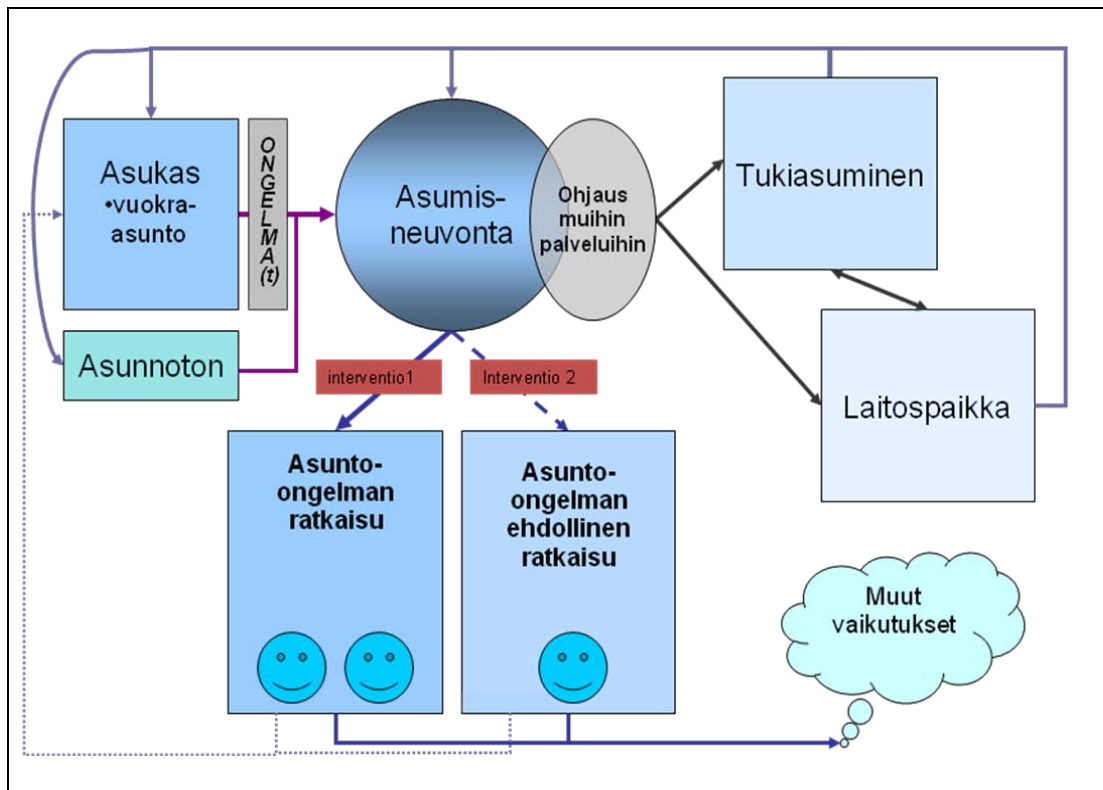 Asukas
•vuokra-
asunto
ONGELMA
(t)
Asumis-
neuvonta
Ohjaus
muihin
palveluihin
Tukiasuminen
Asunnoton
interventio1
Interventio 2
Laitospaikka
Asunto-
ongelman
ratkaisu
Asunto-
ongelman
ehdollinen
ratkaisu
Muut
vaikutukset